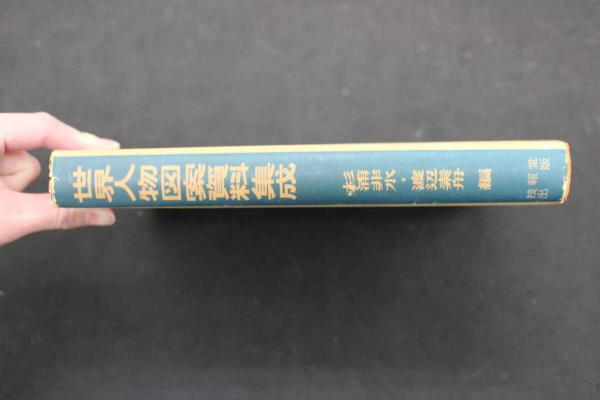 世界人物図案資料集成
杉浦非水・渡辺素舟 編
技報堂出版